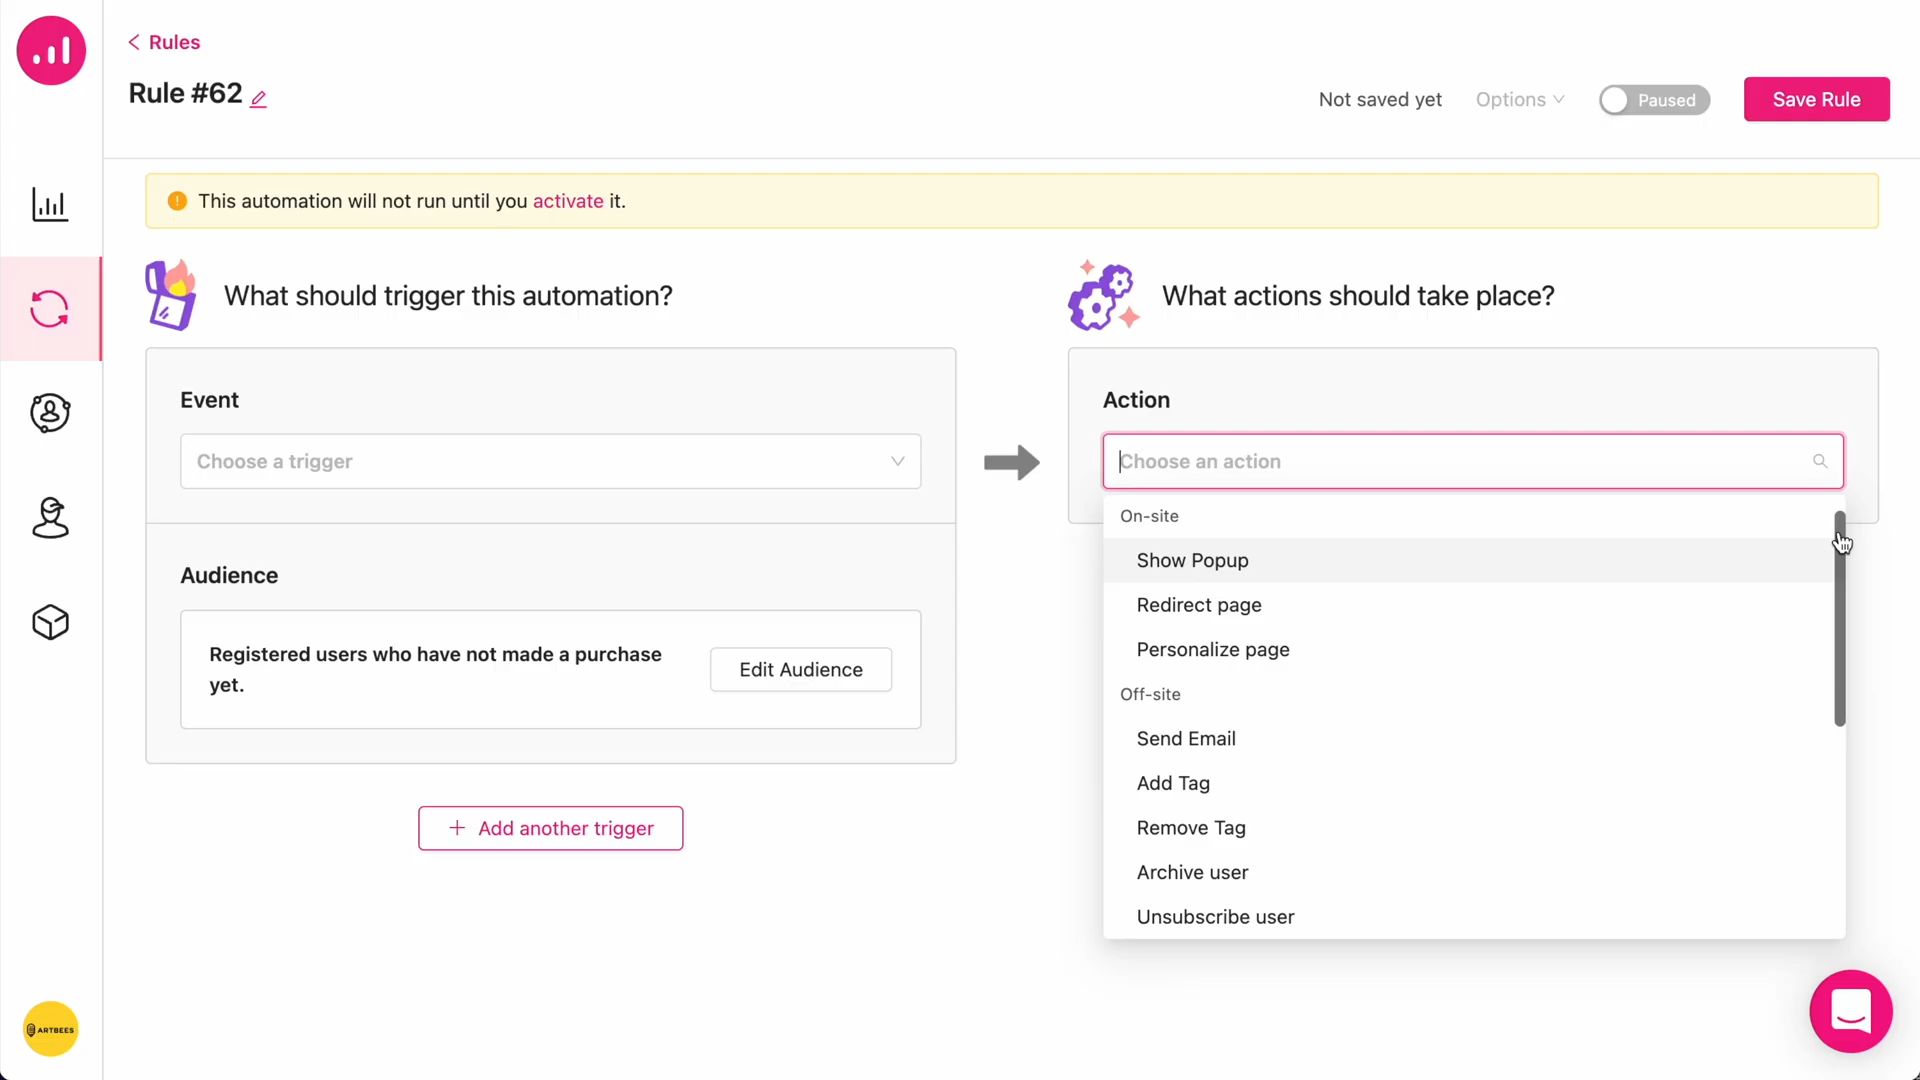 Rules
Rule #62
Not saved yet
Options
Paused
Save Rule
This automation will not run until you activate it.
What should trigger this automation?
What actions should take place?
Event
Choose a trigger
Audience
Registered users who have not made a purchase
yet.
Edit Audience
Add another trigger
Action
Choose an action
On-site
Show Popup
Redirect page
Personalize page
Off-site
Send Email
Add Tag
Remove Tag
Archive user
Unsubscribe user
ARTBEES